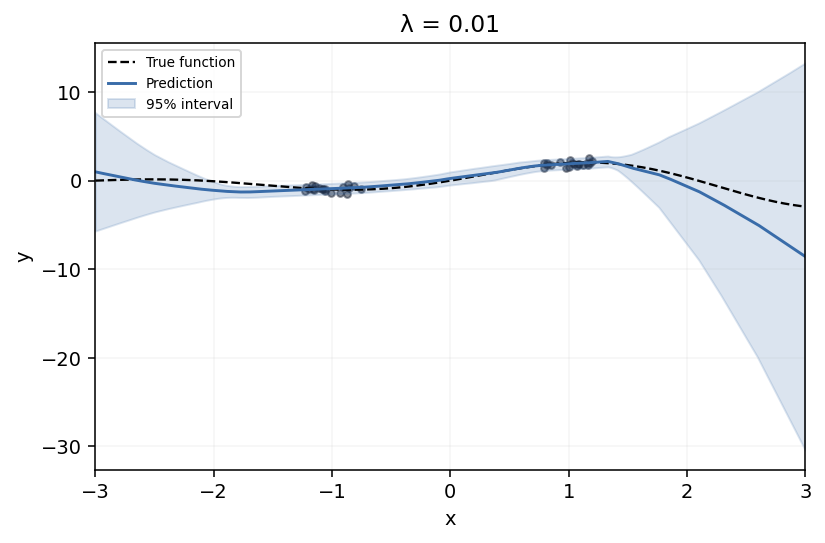 λ = 0.01
True function
Prediction
95% interval
10
0
−10
−20
−30
y
−3
−2
−1
0
1
2
3
x